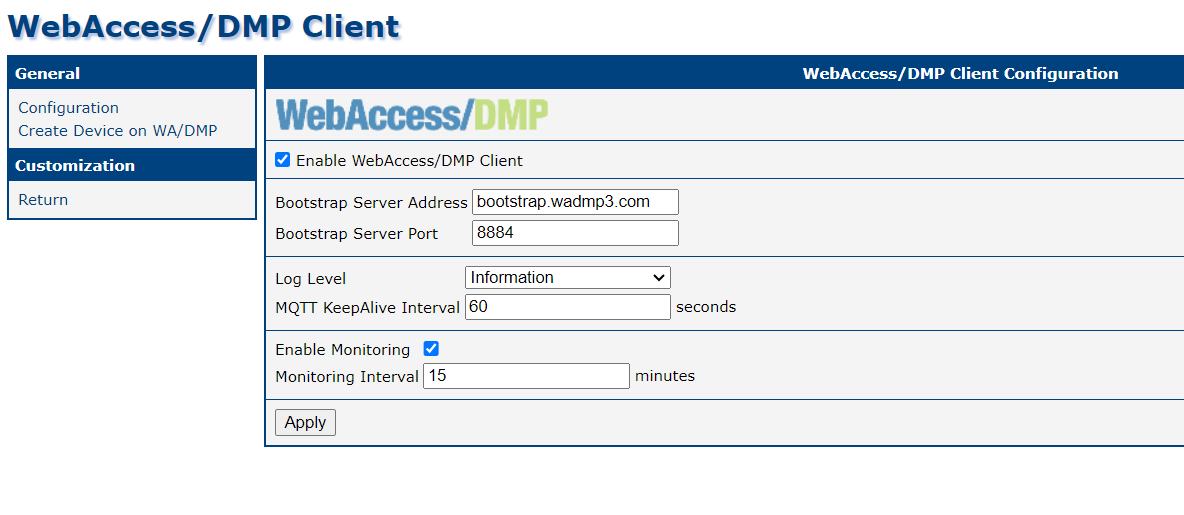 WebAccess/DMP Client
General
Configuration
Create Device on WA/DMP
Customization
Return
WebAccess/DMP Client Configuration
WebAccess/DMP
Enable WebAccess/DMP Client
Bootstrap Server Address bootstrap.wadmp3.com
Bootstrap Server Port 8884
Log Level Information
MQTT KeepAlive Interval 60 seconds
Enable Monitoring
Monitoring Interval 15 minutes
Apply